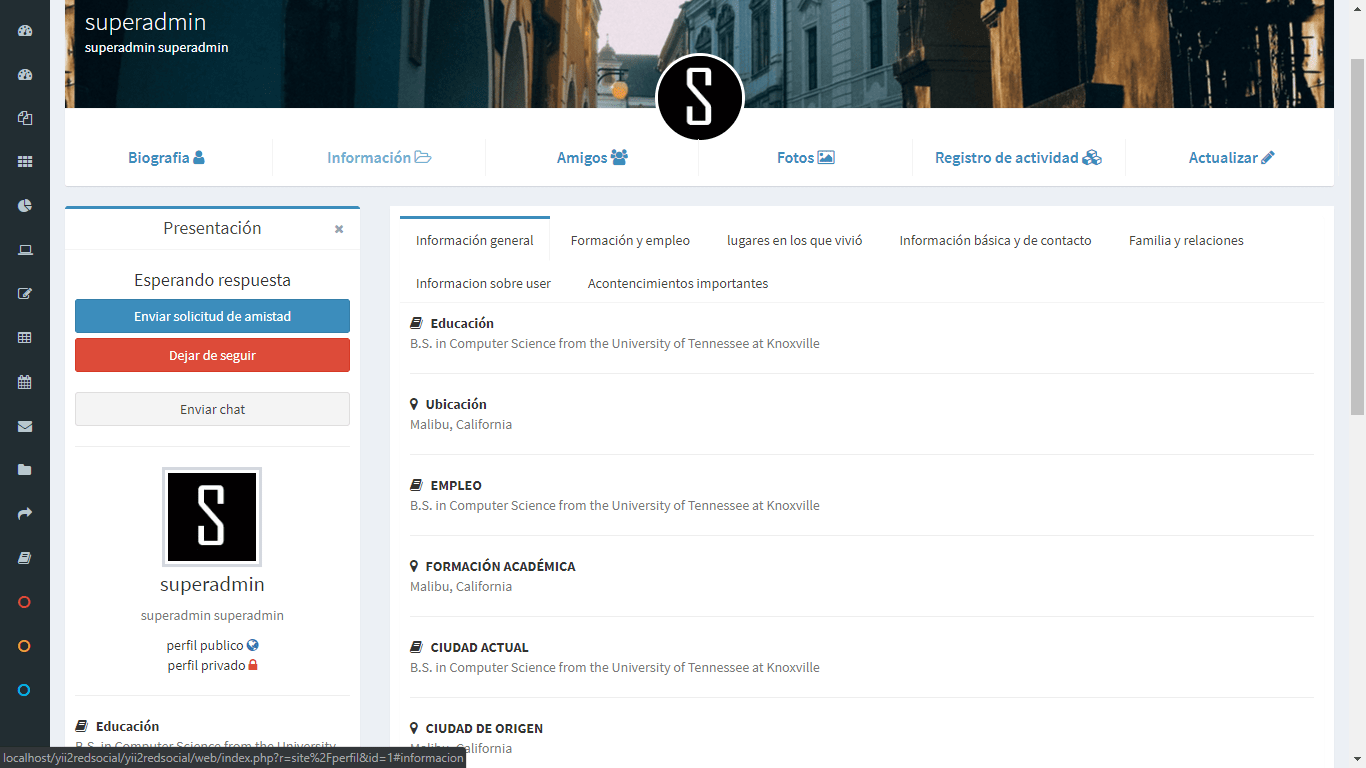 superadmin
superadmin superadmin
S
Biografia
Información
Amigos
Fotos
Registro de actividad
Actualizar
Presentación
×
Esperando respuesta
Enviar solicitud de amistad
Dejar de seguir
Enviar chat
S
superadmin
superadmin superadmin
perfil publico
perfil privado
Educación
B.S. in Computer Science from the University
Información general
Formación y empleo
lugares en los que vivió
Información básica y de contacto
Familia y relaciones
Informacion sobre user
Acontencimientos importantes
Educación
B.S. in Computer Science from the University of Tennessee at Knoxville
Ubicación
Malibu, California
EMPLEO
B.S. in Computer Science from the University of Tennessee at Knoxville
FORMACIÓN ACADÉMICA
Malibu, California
CIUDAD ACTUAL
B.S. in Computer Science from the University of Tennessee at Knoxville
CIUDAD DE ORIGEN
Malibu, California
localhost/yii2redsocial/yii2redsocial/web/index.php?r=site%2Fperfil&id=1#informacion